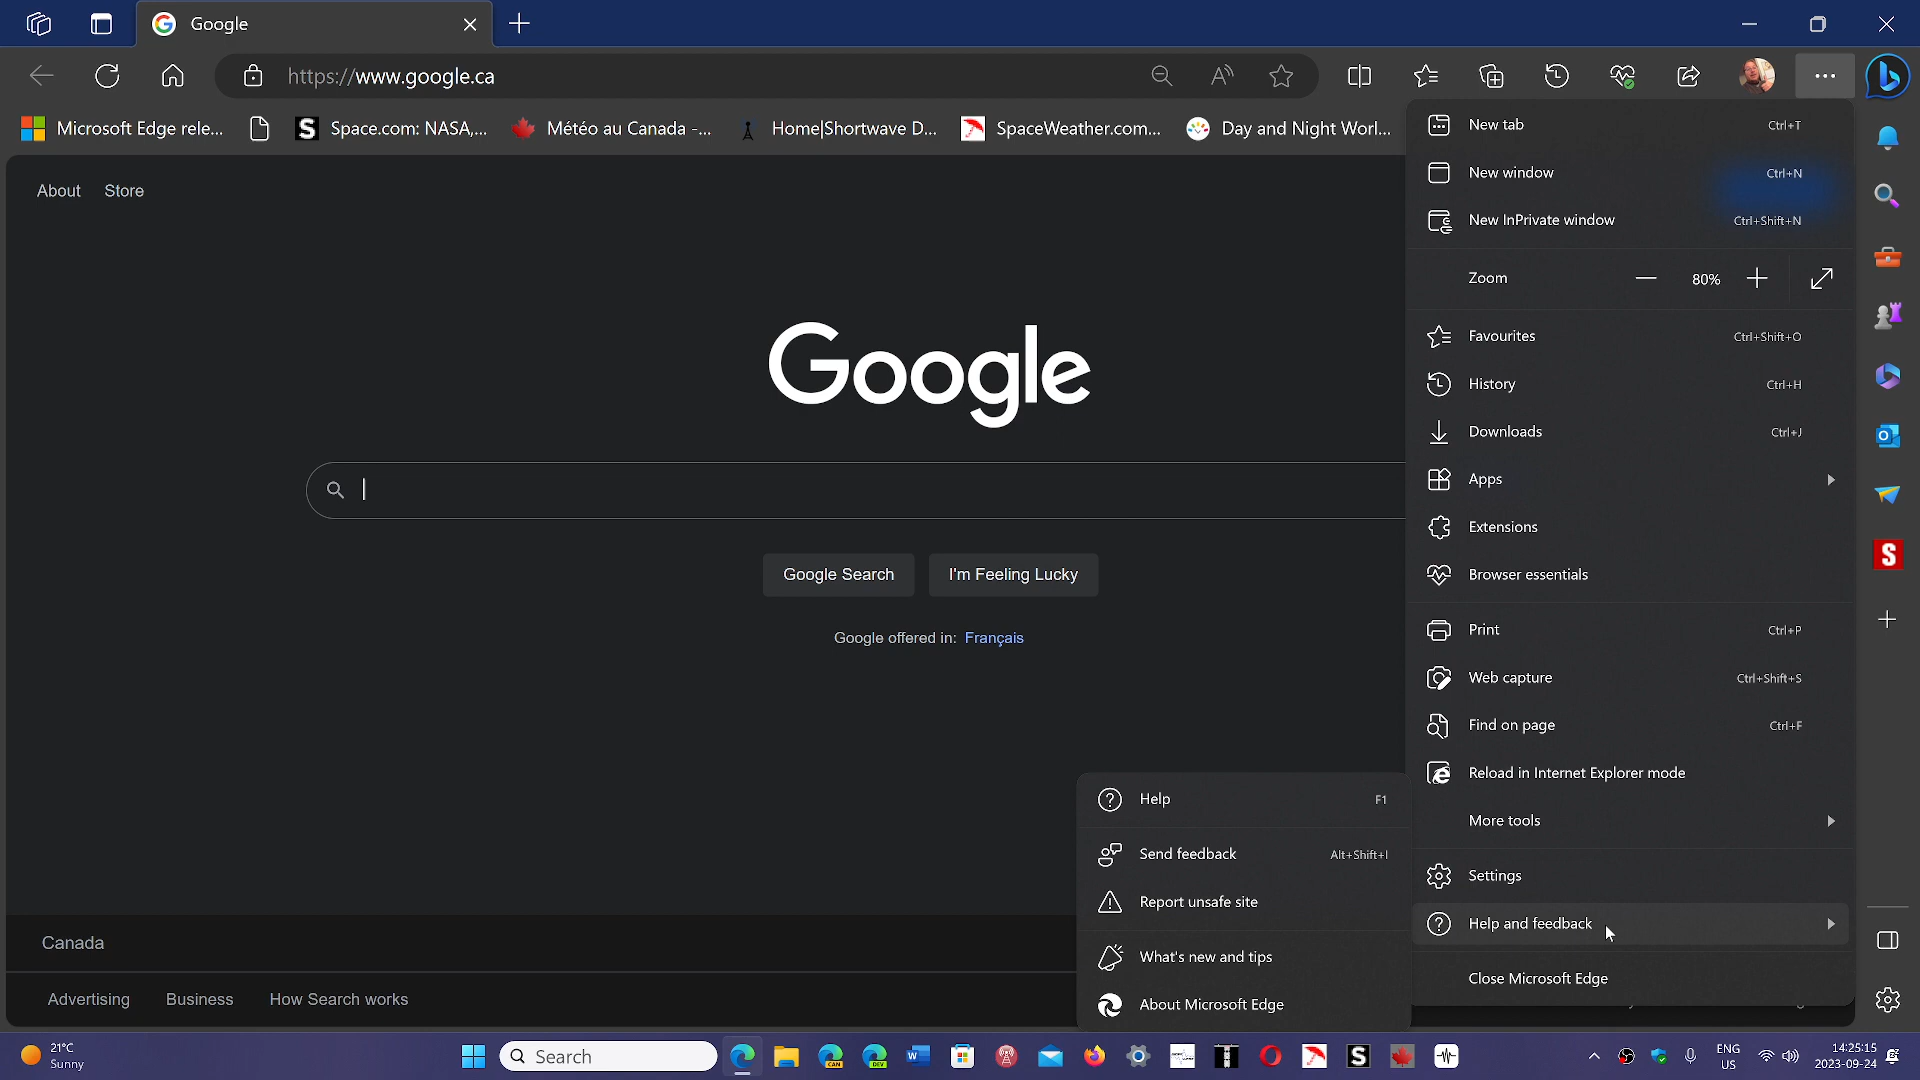 Google
https://www.google.ca
Microsoft Edge rele...
Space.com: NASA,...
Météo au Canada -...
Home|Shortwave D...
SpaceWeather.com...
Day and Night Worl...
About Store
Google
Google Search
I'm Feeling Lucky
Google offered in: Français
Canada
Advertising Business How Search works
New tab Ctrl+T
New window Ctrl+N
New InPrivate window Ctrl+Shift+N
Zoom 80%
Favourites Ctrl+Shift+O
History Ctrl+H
Downloads Ctrl+J
Apps
Extensions
Browser essentials
Print Ctrl+P
Web capture Ctrl+Shift+S
Find on page Ctrl+F
Reload in Internet Explorer mode
More tools
Settings
Help and feedback
Close Microsoft Edge
Help F1
Send feedback Alt+Shift+I
Report unsafe site
What's new and tips
About Microsoft Edge
21°C
Sunny
Search
CAN
DEV
ENG
US
14:25:15
2023-09-24